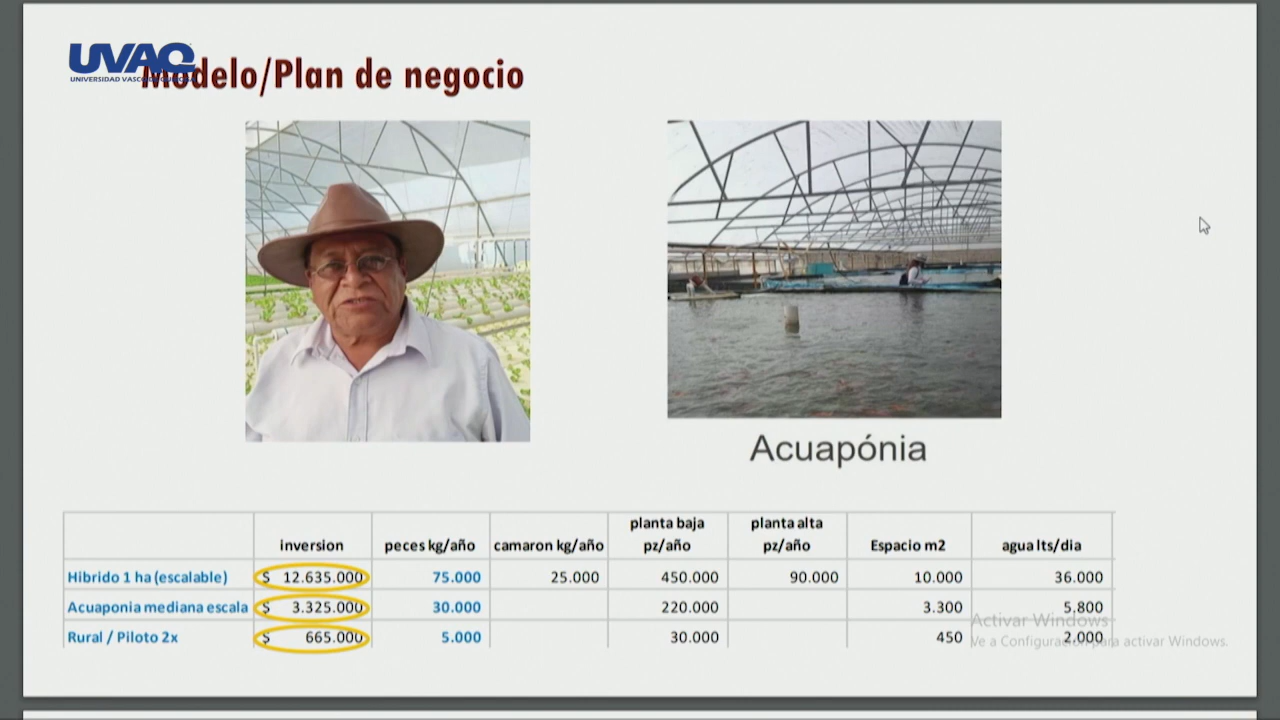 UVAQ
UNIVERSIDAD VASCO DE QUIROGA
Modelo/Plan de negocio
Acuapónia
inversion peces kg/año camaron kg/año planta baja pz/año planta alta pz/año Espacio m2 agua lts/dia
Hibrido 1 ha (escalable) $ 12.635.000 75.000 25.000 450.000 90.000 10.000 36.000
Acuaponia mediana escala $ 3.325.000 30.000 220.000 3.300 5.800
Rural / Piloto 2x $ 665.000 5.000 30.000 450 2.000
Activar Windows
Ve a Configuración para activar Windows.